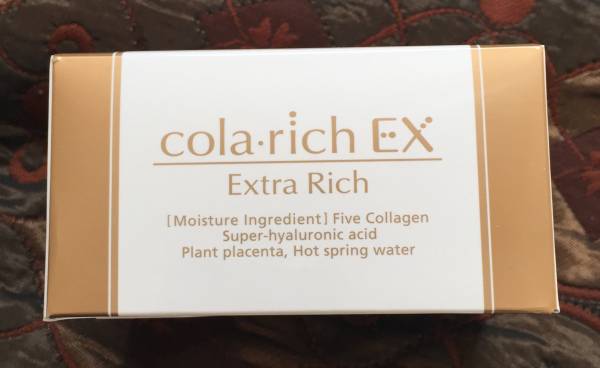 cola·rich EX
Extra Rich
[Moisture Ingredient] Five Collagen
Super-hyaluronic acid
Plant placenta, Hot spring water